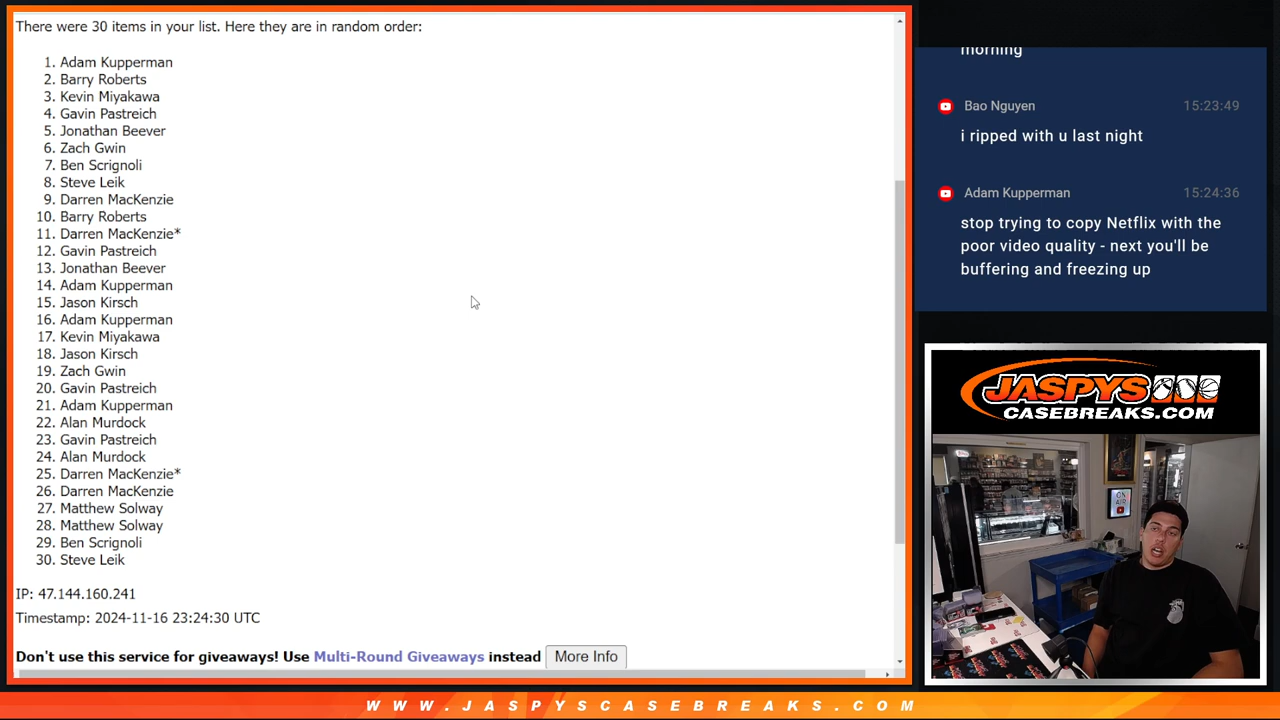 There were 30 items in your list. Here they are in random order:
1. Adam Kupperman
2. Barry Roberts
3. Kevin Miyakawa
4. Gavin Pastreich
5. Jonathan Beever
6. Zach Gwin
7. Ben Scrignoli
8. Steve Leik
9. Darren MacKenzie
10. Barry Roberts
11. Darren MacKenzie*
12. Gavin Pastreich
13. Jonathan Beever
14. Adam Kupperman
15. Jason Kirsch
16. Adam Kupperman
17. Kevin Miyakawa
18. Jason Kirsch
19. Zach Gwin
20. Gavin Pastreich
21. Adam Kupperman
22. Alan Murdock
23. Gavin Pastreich
24. Alan Murdock
25. Darren MacKenzie*
26. Darren MacKenzie
27. Matthew Solway
28. Matthew Solway
29. Ben Scrignoli
30. Steve Leik
IP: 47.144.160.241
Timestamp: 2024-11-16 23:24:30 UTC
Don't use this service for giveaways! Use Multi-Round Giveaways instead More Info
morning
Bao Nguyen 15:23:49
i ripped with u last night
Adam Kupperman 15:24:36
stop trying to copy Netflix with the
poor video quality - next you'll be
buffering and freezing up
JASPYS
CASEBREAKS.COM
ON
AIR
WWW.JASPYSCASEBREAKS.COM